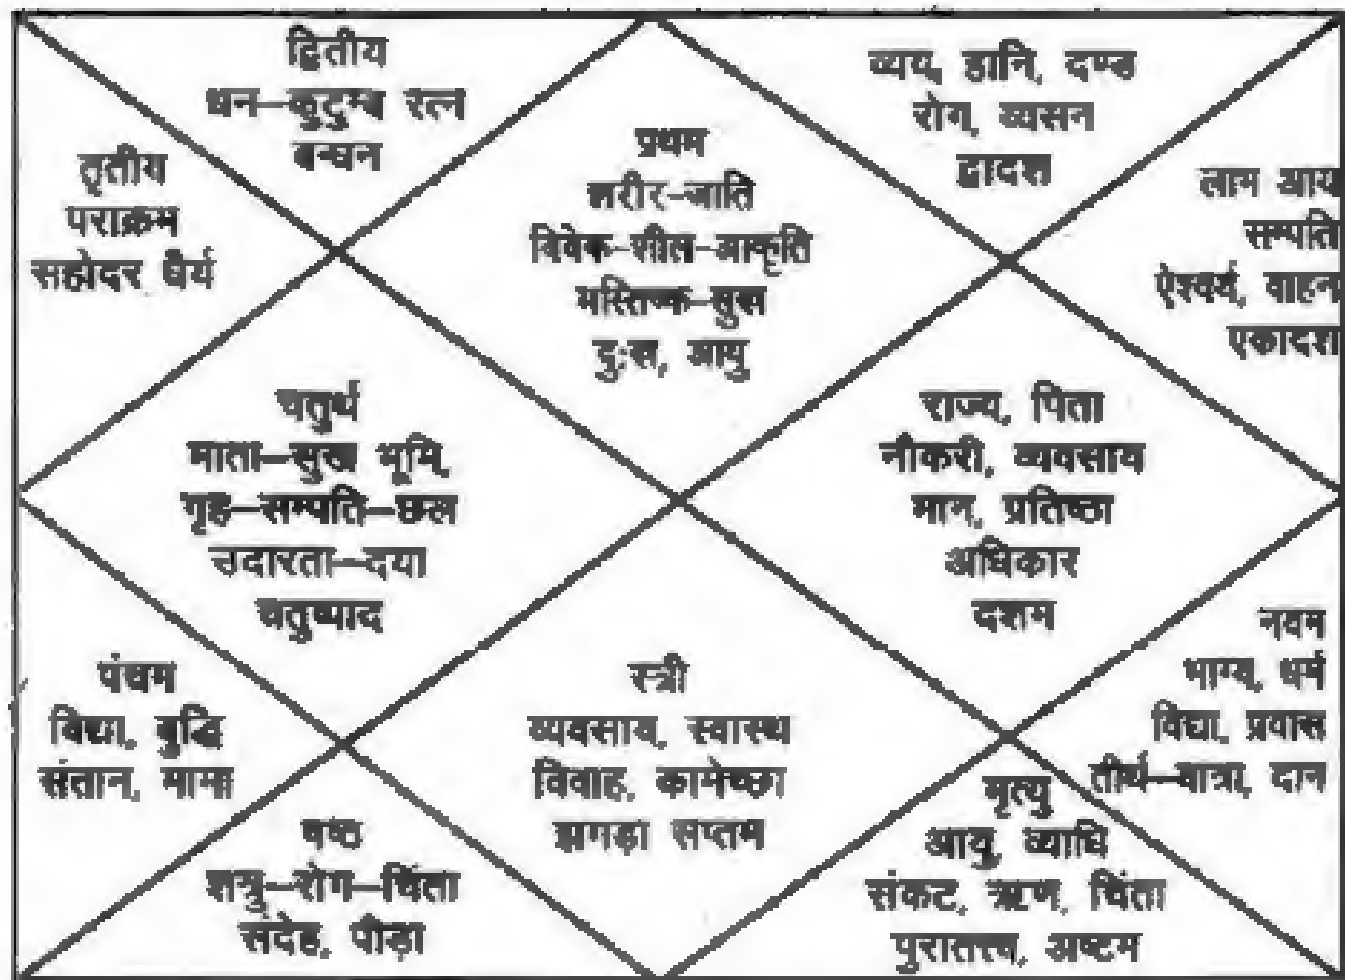 द्वितीय
धन–कुटुम्ब रत्न
बन्धन
व्यय, हानि, दण्ड
रोग, व्यसन
द्वादश
प्रथम
शरीर-जाति
विवेक-शील-आकृति
मस्तिष्क-सुख
दुःख, आयु
तृतीय
पराक्रम
सहोदर धैर्य
लाभ आय
सम्पति
ऐश्वर्य, वाहन
एकादश
चतुर्थ
माता–सुख भूमि,
गृह–सम्पति–छल
उदारता–दया
चतुष्पाद
राज्य, पिता
नौकरी, व्यवसाय
मान, प्रतिष्ठा
अधिकार
दशम
पंचम
विद्या, बुद्धि
संतान, मामा
स्त्री
व्यवसाय, स्वास्थ
विवाह, कामेच्छा
झगड़ा सप्तम
नवम
भाग्य, धर्म
विद्या, प्रवास
तीर्थ–यात्रा, दान
षष्ठ
शत्रु–रोग–चिंता
संदेह, पीड़ा
मृत्यु
आयु, व्याधि
संकट, ऋण, चिंता
पुरातत्त्व, अष्टम